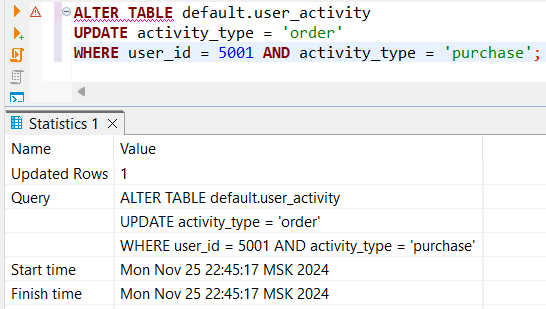 ALTER TABLE default.user_activity
UPDATE activity_type = 'order'
WHERE user_id = 5001 AND activity_type = 'purchase';
Statistics 1
Name Value
Updated Rows 1
Query ALTER TABLE default.user_activity
UPDATE activity_type = 'order'
WHERE user_id = 5001 AND activity_type = 'purchase'
Start time Mon Nov 25 22:45:17 MSK 2024
Finish time Mon Nov 25 22:45:17 MSK 2024